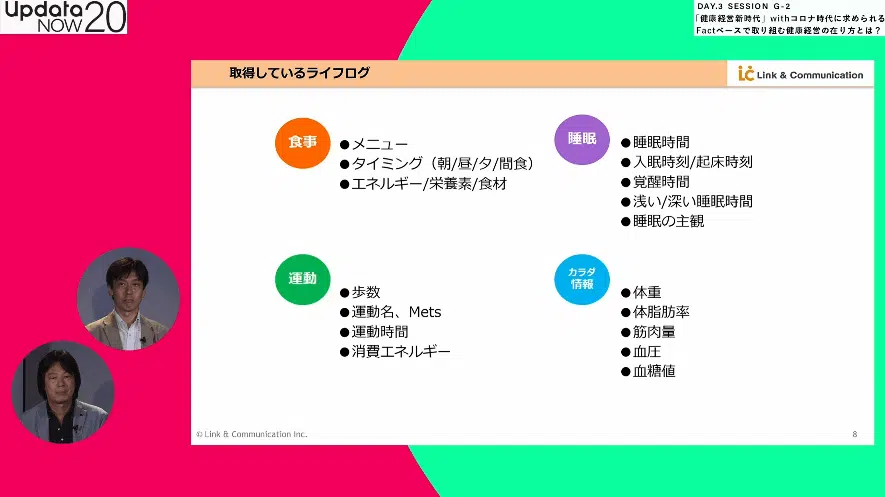 Updata
NOW20
DAY.3 SESSION G-2
「健康経営新時代」withコロナ時代に求められる
Factベースで取り組む健康経営の在り方とは？
取得しているライフログ
Link & Communication
食事
●メニュー
●タイミング（朝/昼/夕/間食）
●エネルギー/栄養素/食材
睡眠
●睡眠時間
●入眠時刻/起床時刻
●覚醒時間
●浅い/深い睡眠時間
●睡眠の主観
運動
●歩数
●運動名、Mets
●運動時間
●消費エネルギー
カラダ
情報
●体重
●体脂肪率
●筋肉量
●血圧
●血糖値
© Link & Communication Inc.
8